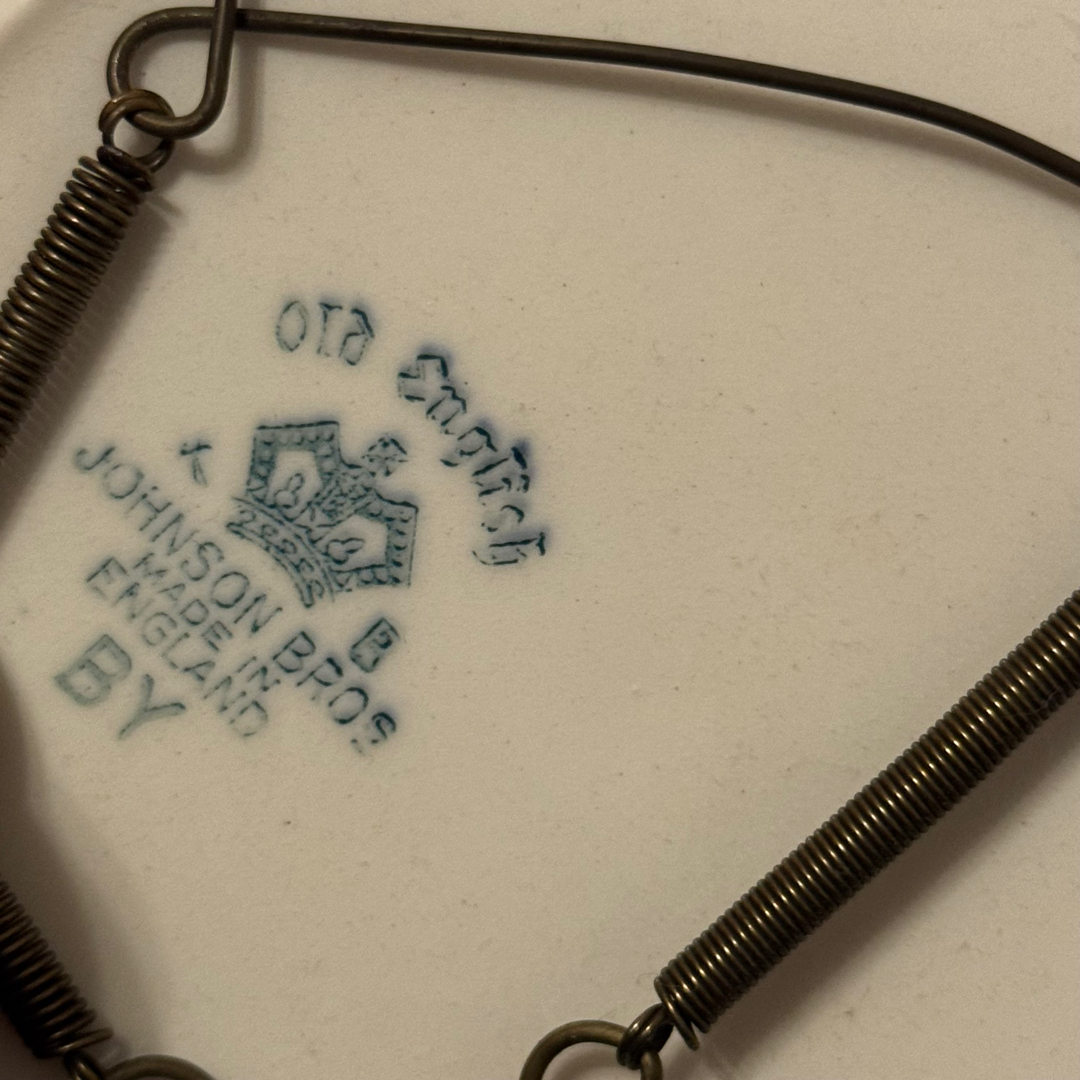 Old English
E
JOHNSON BROS
MADE IN
ENGLAND
BY